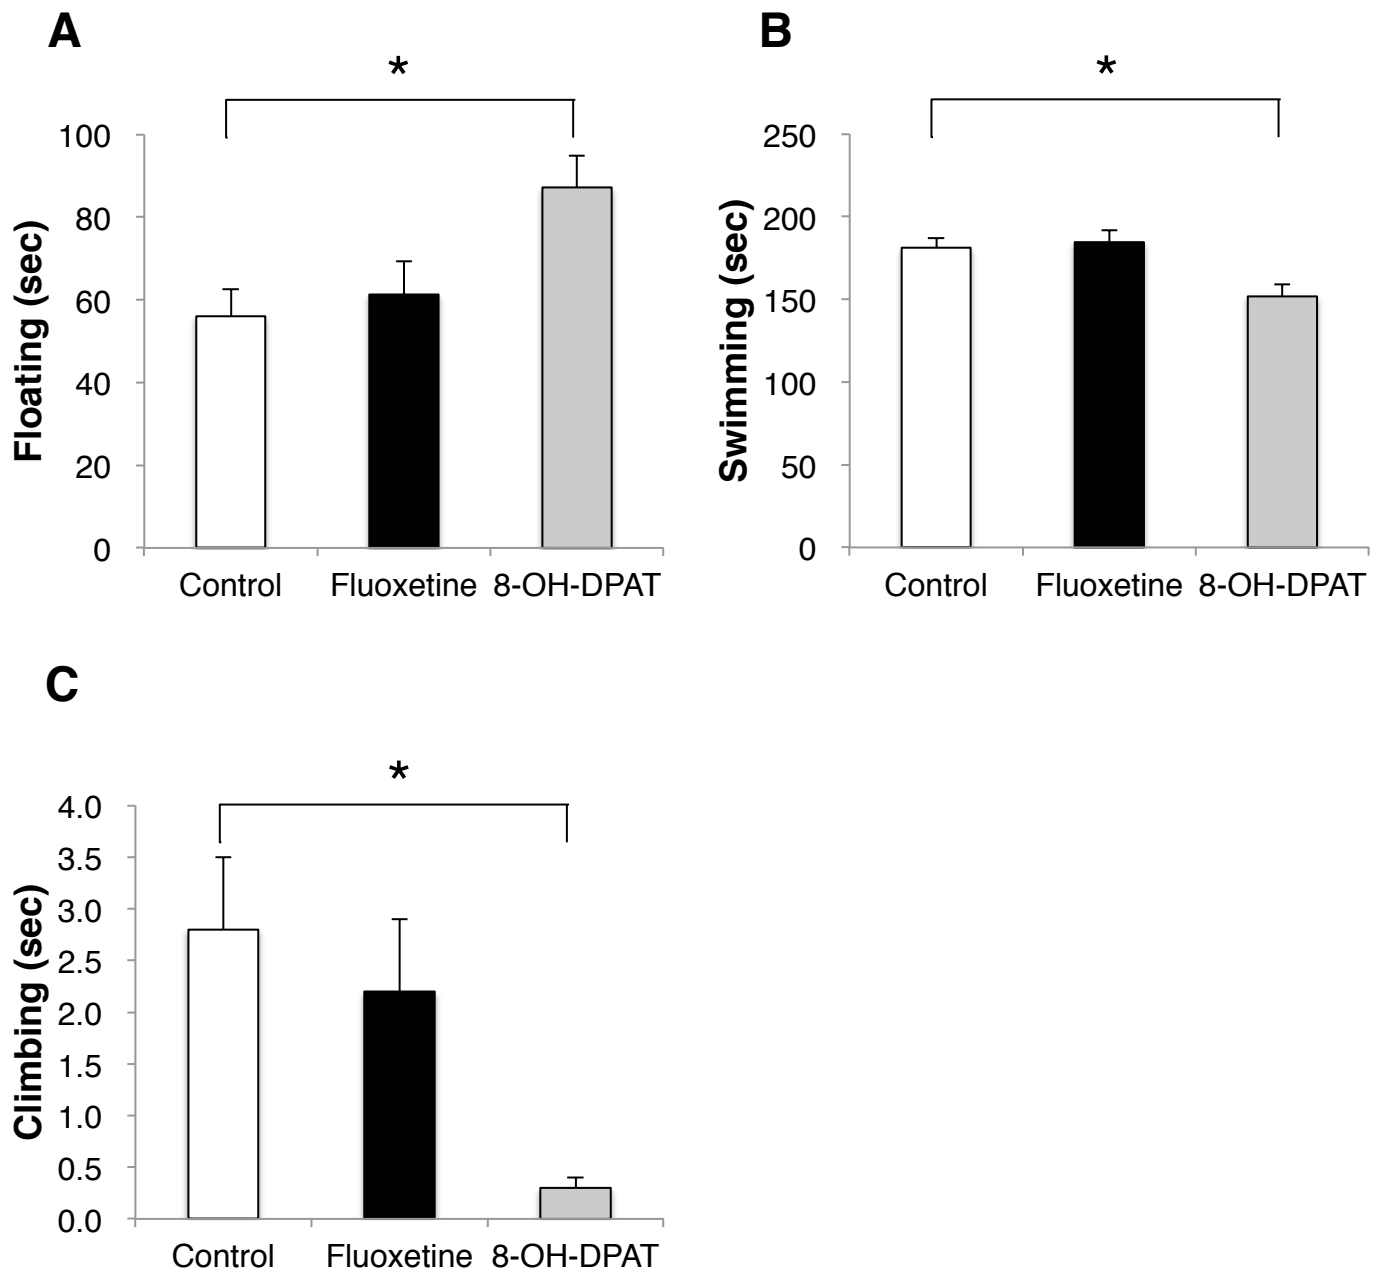 A
*
Floating (sec)
100
80
60
40
20
0
Control Fluoxetine 8-OH-DPAT
B
*
Swimming (sec)
250
200
150
100
50
0
Control Fluoxetine 8-OH-DPAT
C
*
Climbing (sec)
4.0
3.5
3.0
2.5
2.0
1.5
1.0
0.5
0.0
Control Fluoxetine 8-OH-DPAT